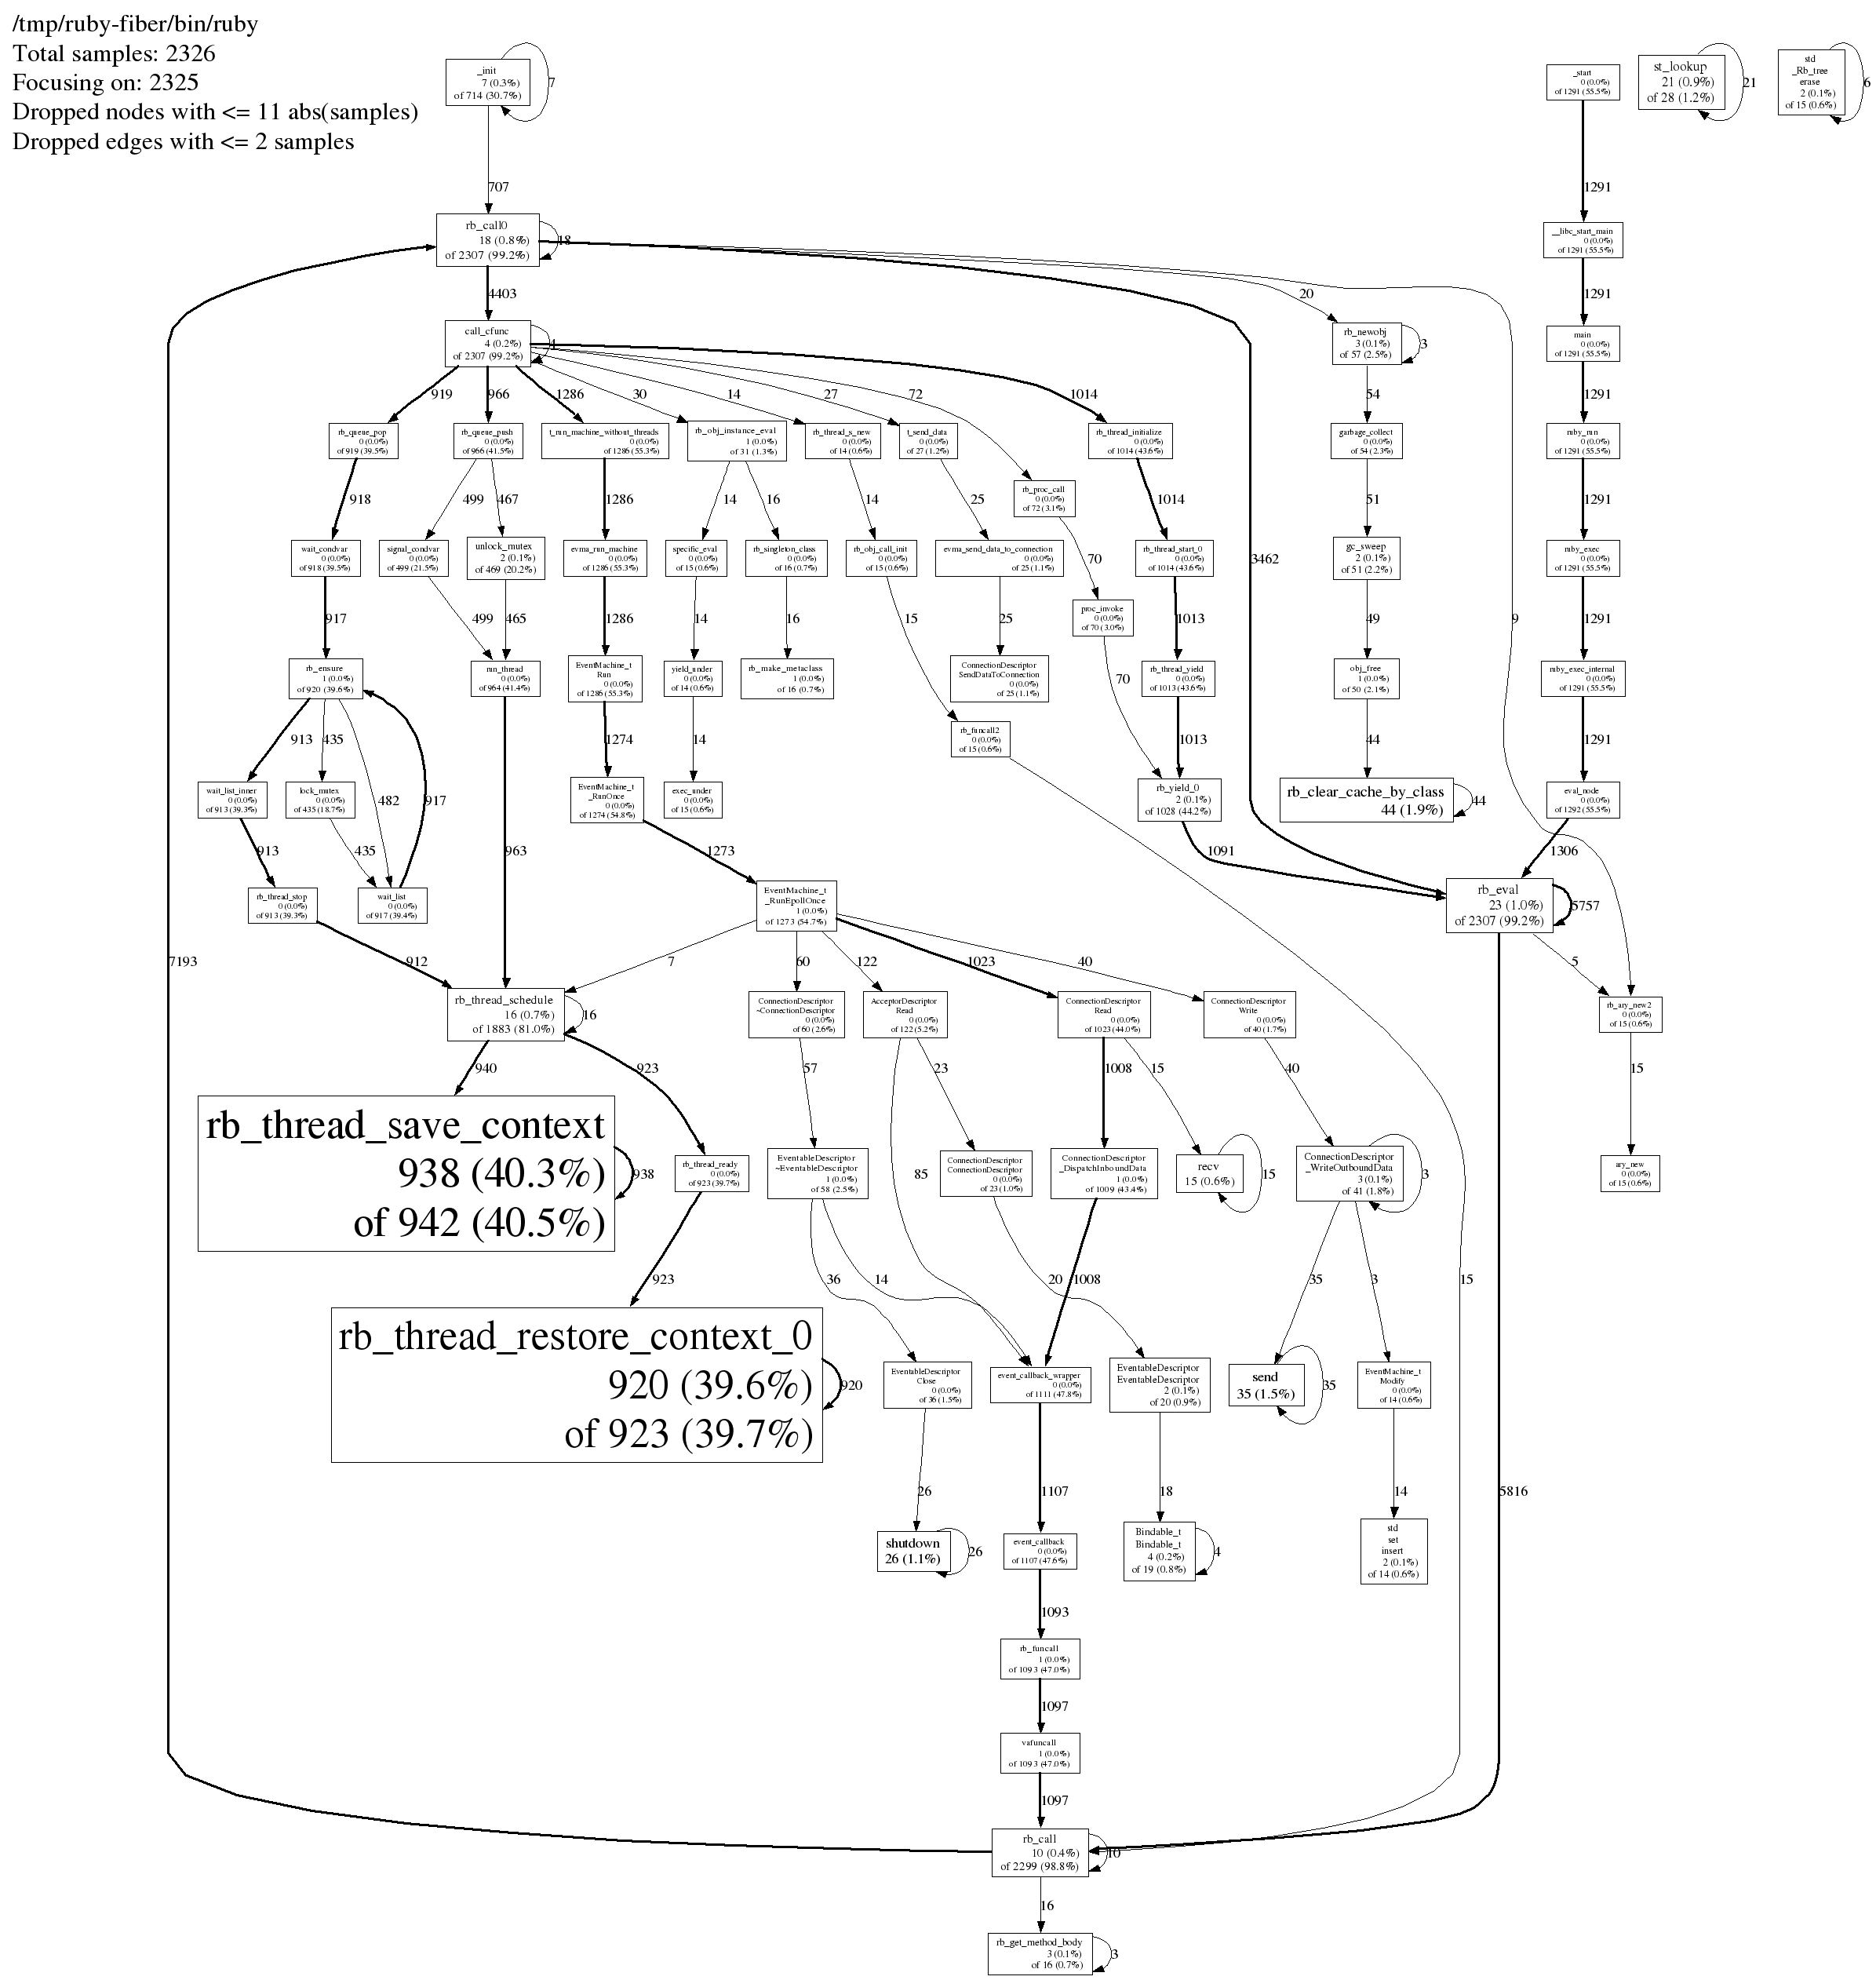 /tmp/ruby-fiber/bin/ruby
Total samples: 2326
Focusing on: 2325
Dropped nodes with <= 11 abs(samples)
Dropped edges with <= 2 samples
_init
7 (0.3%)
of 714 (30.7%)
7
_start
0 (0.0%)
of 1291 (55.5%)
st_lookup
21 (0.9%)
of 28 (1.2%)
21
std
_Rb_tree
erase
2 (0.1%)
of 15 (0.6%)
6
707
1291
rb_call0
18 (0.8%)
of 2307 (99.2%)
18
__libc_start_main
0 (0.0%)
of 1291 (55.5%)
4403
20
1291
call_cfunc
4 (0.2%)
of 2307 (99.2%)
4
rb_newobj
3 (0.1%)
of 57 (2.5%)
3
main
0 (0.0%)
of 1291 (55.5%)
919
966
1286
30
14
27
72
1014
54
1291
rb_queue_pop
0 (0.0%)
of 919 (39.5%)
rb_queue_push
0 (0.0%)
of 966 (41.5%)
t_run_machine_without_threads
0 (0.0%)
of 1286 (55.3%)
rb_obj_instance_eval
1 (0.0%)
of 31 (1.3%)
rb_thread_s_new
0 (0.0%)
of 14 (0.6%)
t_send_data
0 (0.0%)
of 27 (1.2%)
rb_thread_initialize
0 (0.0%)
of 1014 (43.6%)
garbage_collect
0 (0.0%)
of 54 (2.3%)
ruby_run
0 (0.0%)
of 1291 (55.5%)
rb_proc_call
0 (0.0%)
of 72 (3.1%)
918
499
467
1286
14
16
14
25
1014
51
1291
wait_condvar
0 (0.0%)
of 918 (39.5%)
signal_condvar
0 (0.0%)
of 499 (21.5%)
unlock_mutex
2 (0.1%)
of 469 (20.2%)
evma_run_machine
0 (0.0%)
of 1286 (55.3%)
specific_eval
0 (0.0%)
of 15 (0.6%)
rb_singleton_class
0 (0.0%)
of 16 (0.7%)
rb_obj_call_init
0 (0.0%)
of 15 (0.6%)
evma_send_data_to_connection
0 (0.0%)
of 25 (1.1%)
70
rb_thread_start_0
0 (0.0%)
of 1014 (43.6%)
3462
gc_sweep
2 (0.1%)
of 51 (2.2%)
ruby_exec
0 (0.0%)
of 1291 (55.5%)
proc_invoke
0 (0.0%)
of 70 (3.0%)
917
499
465
1286
14
16
15
25
1013
49
9
1291
rb_ensure
1 (0.0%)
of 920 (39.6%)
run_thread
0 (0.0%)
of 964 (41.4%)
EventMachine_t
Run
0 (0.0%)
of 1286 (55.3%)
yield_under
0 (0.0%)
of 14 (0.6%)
rb_make_metaclass
1 (0.0%)
of 16 (0.7%)
ConnectionDescriptor
SendDataToConnection
0 (0.0%)
of 25 (1.1%)
70
rb_thread_yield
0 (0.0%)
of 1013 (43.6%)
obj_free
1 (0.0%)
of 50 (2.1%)
ruby_exec_internal
0 (0.0%)
of 1291 (55.5%)
rb_funcall2
0 (0.0%)
of 15 (0.6%)
913
435
1274
14
1013
44
1291
wait_list_inner
0 (0.0%)
of 913 (39.3%)
lock_mutex
0 (0.0%)
of 435 (18.7%)
482
917
EventMachine_t
_RunOnce
0 (0.0%)
of 1274 (54.8%)
exec_under
0 (0.0%)
of 15 (0.6%)
rb_yield_0
2 (0.1%)
of 1028 (44.2%)
rb_clear_cache_by_class
44 (1.9%)
44
eval_node
0 (0.0%)
of 1292 (55.5%)
913
435
963
1273
1091
1306
rb_thread_stop
0 (0.0%)
of 913 (39.3%)
wait_list
0 (0.0%)
of 917 (39.4%)
EventMachine_t
_RunEpollOnce
1 (0.0%)
of 1273 (54.7%)
rb_eval
23 (1.0%)
of 2307 (99.2%)
5757
7193
912
7
60
122
1023
40
5
rb_thread_schedule
16 (0.7%)
of 1883 (81.0%)
16
ConnectionDescriptor
~ConnectionDescriptor
0 (0.0%)
of 60 (2.6%)
AcceptorDescriptor
Read
0 (0.0%)
of 122 (5.2%)
ConnectionDescriptor
Read
0 (0.0%)
of 1023 (44.0%)
ConnectionDescriptor
Write
0 (0.0%)
of 40 (1.7%)
rb_ary_new2
0 (0.0%)
of 15 (0.6%)
940
923
57
23
1008
15
40
15
rb_thread_save_context
938 (40.3%)
of 942 (40.5%)
938
rb_thread_ready
0 (0.0%)
of 923 (39.7%)
EventableDescriptor
~EventableDescriptor
1 (0.0%)
of 58 (2.5%)
85
ConnectionDescriptor
ConnectionDescriptor
0 (0.0%)
of 23 (1.0%)
ConnectionDescriptor
_DispatchInboundData
1 (0.0%)
of 1009 (43.4%)
recv
15 (0.6%)
15
ConnectionDescriptor
_WriteOutboundData
3 (0.1%)
of 41 (1.8%)
3
ary_new
0 (0.0%)
of 15 (0.6%)
923
36
14
20
1008
35
3
15
rb_thread_restore_context_0
920 (39.6%)
of 923 (39.7%)
920
EventableDescriptor
Close
0 (0.0%)
of 36 (1.5%)
event_callback_wrapper
0 (0.0%)
of 1111 (47.8%)
EventableDescriptor
EventableDescriptor
2 (0.1%)
of 20 (0.9%)
send
35 (1.5%)
35
EventMachine_t
Modify
0 (0.0%)
of 14 (0.6%)
26
1107
18
14
5816
shutdown
26 (1.1%)
26
event_callback
0 (0.0%)
of 1107 (47.6%)
Bindable_t
Bindable_t
4 (0.2%)
of 19 (0.8%)
4
std
set
insert
2 (0.1%)
of 14 (0.6%)
1093
rb_funcall
1 (0.0%)
of 1093 (47.0%)
1097
vafuncall
1 (0.0%)
of 1093 (47.0%)
1097
rb_call
10 (0.4%)
of 2299 (98.8%)
10
16
rb_get_method_body
3 (0.1%)
of 16 (0.7%)
3